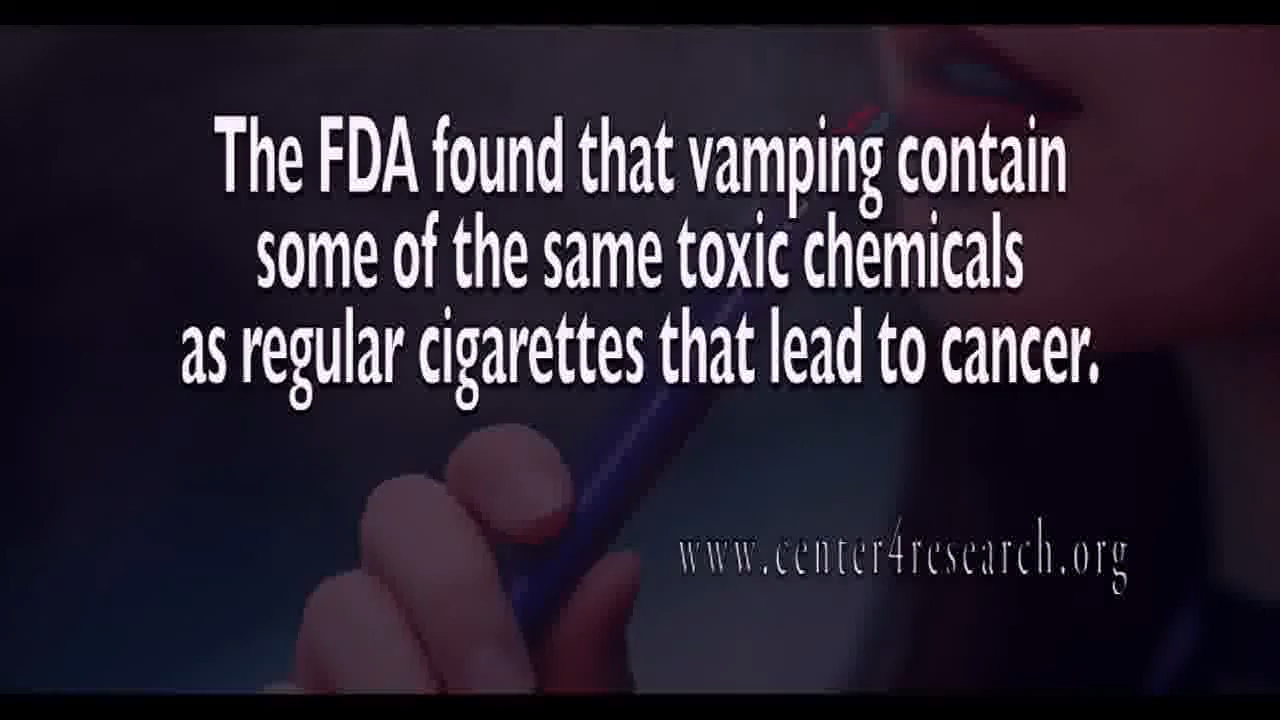 The FDA found that vamping contain
some of the same toxic chemicals
as regular cigarettes that lead to cancer.
www.center4research.org